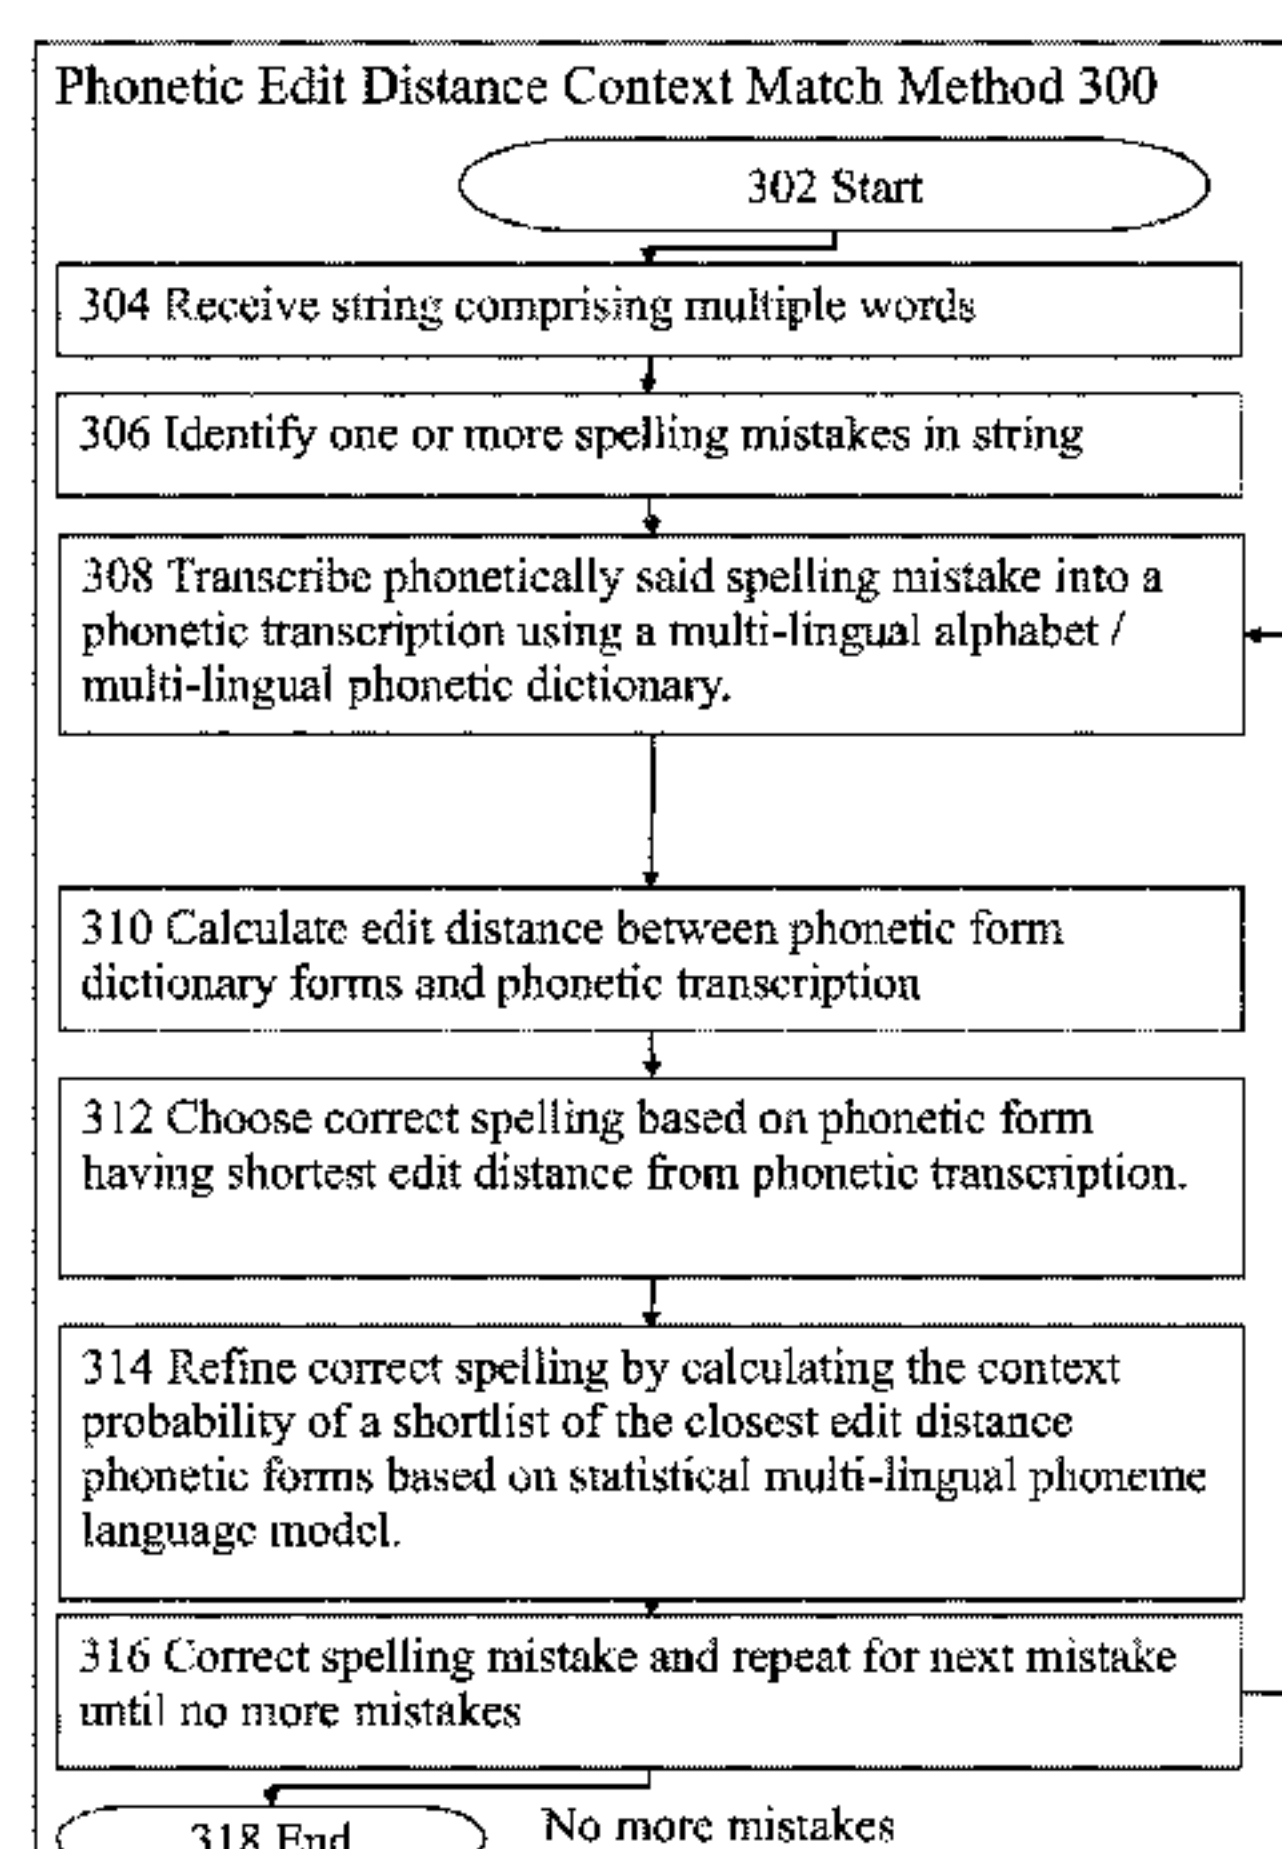 Phonetic Edit Distance Context Match Method 300
302 Start
304 Receive string comprising multiple words
306 Identify one or more spelling mistakes in string
308 Transcribe phonetically said spelling mistake into a
phonetic transcription using a multi-lingual alphabet /
multi-lingual phonetic dictionary.
310 Calculate edit distance between phonetic form
dictionary forms and phonetic transcription
312 Choose correct spelling based on phonetic form
having shortest edit distance from phonetic transcription.
314 Refine correct spelling by calculating the context
probability of a shortlist of the closest edit distance
phonetic forms based on statistical multi-lingual phoneme
language model.
316 Correct spelling mistake and repeat for next mistake
until no more mistakes
318 End
No more mistakes